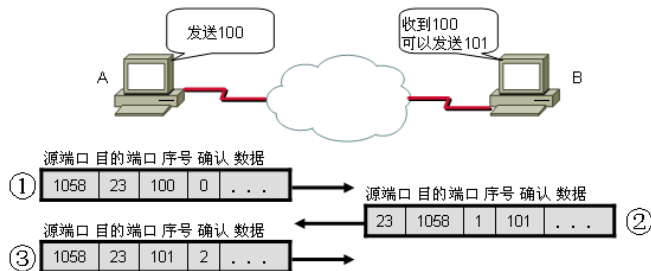 发送100
收到100
可以发送101
A
B
源端口 目的端口 序号 确认 数据
① 1058 23 100 0 . . .
源端口 目的端口 序号 确认 数据
23 1058 1 101 . . . ②
源端口 目的端口 序号 确认 数据
③ 1058 23 101 2 . . .